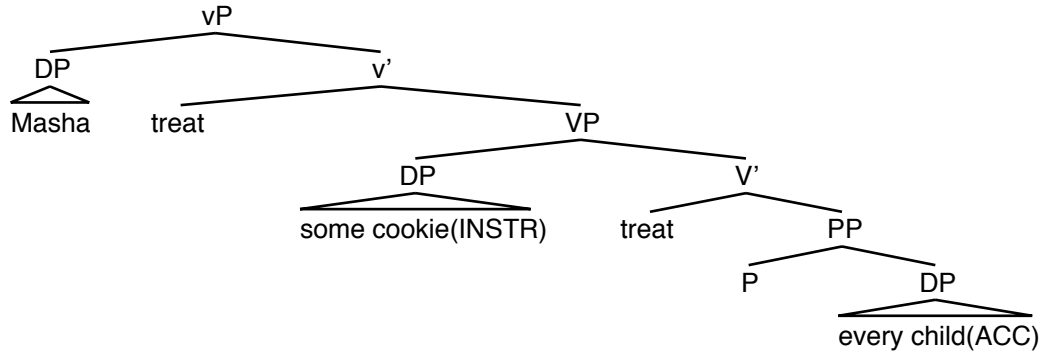 vP
DP v'
Masha treat VP
DP V'
some cookie(INSTR) treat PP
P DP
every child(ACC)